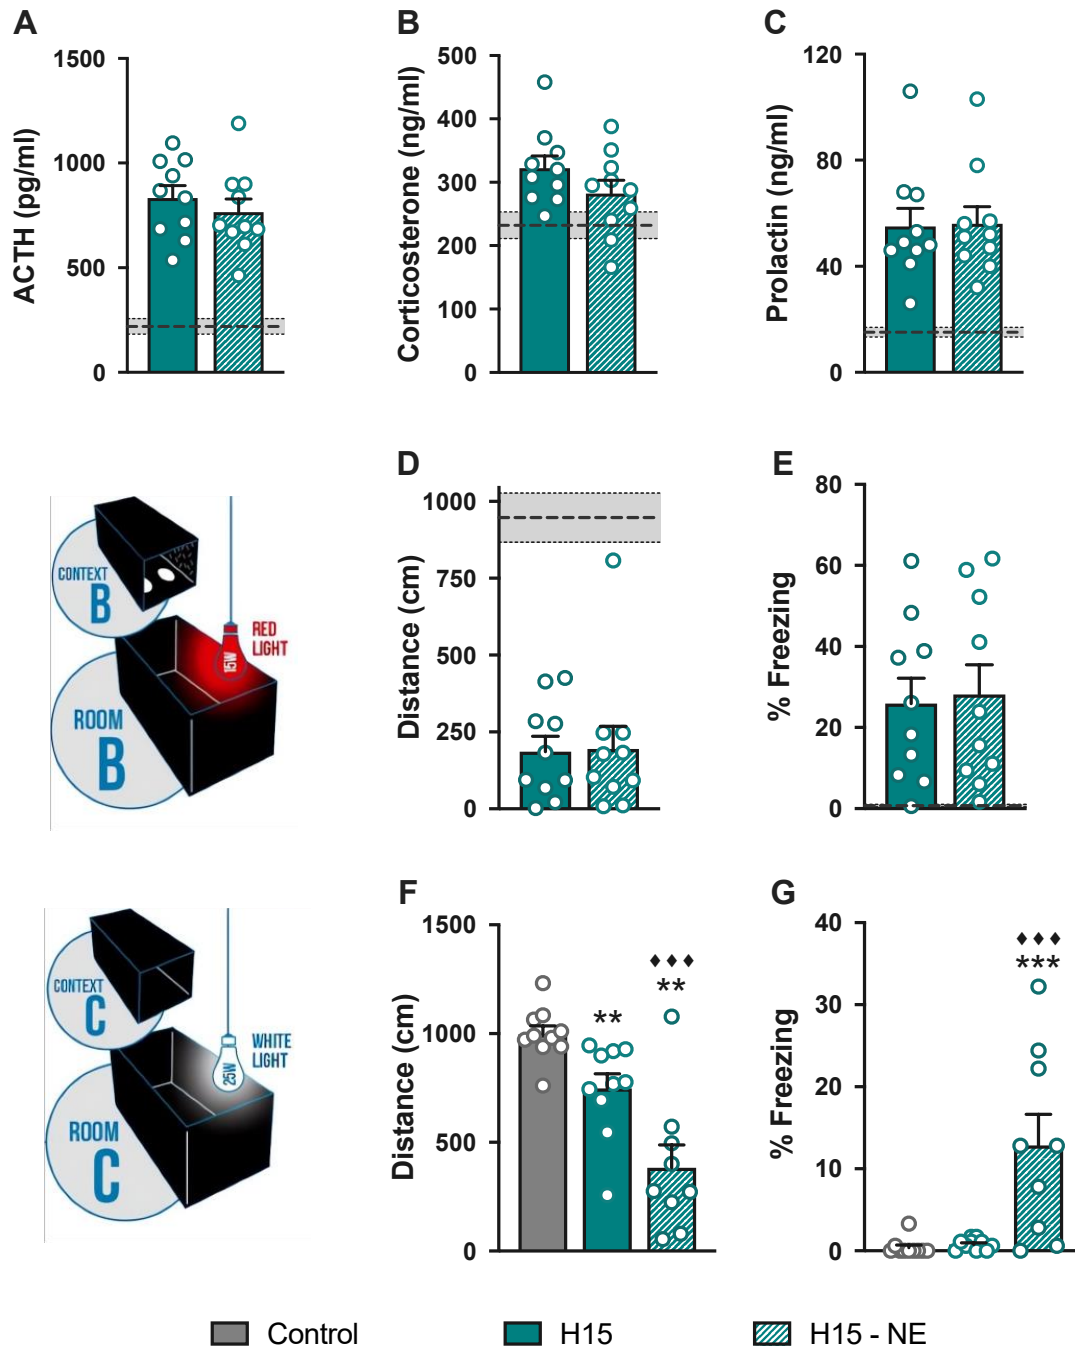 A
ACTH (pg/ml)
1500
1000
500
0
B
Corticosterone (ng/ml)
500
400
300
200
100
0
C
Prolactin (ng/ml)
120
80
40
0
CONTEXT
B
RED
LIGHT
15W
ROOM
B
D
Distance (cm)
1000
750
500
250
0
E
% Freezing
80
60
40
20
0
CONTEXT
C
WHITE
LIGHT
25W
ROOM
C
F
Distance (cm)
1500
1000
500
0
**
♦♦♦
**
G
% Freezing
40
30
20
10
0
♦♦♦
***
Control
H15
H15 - NE